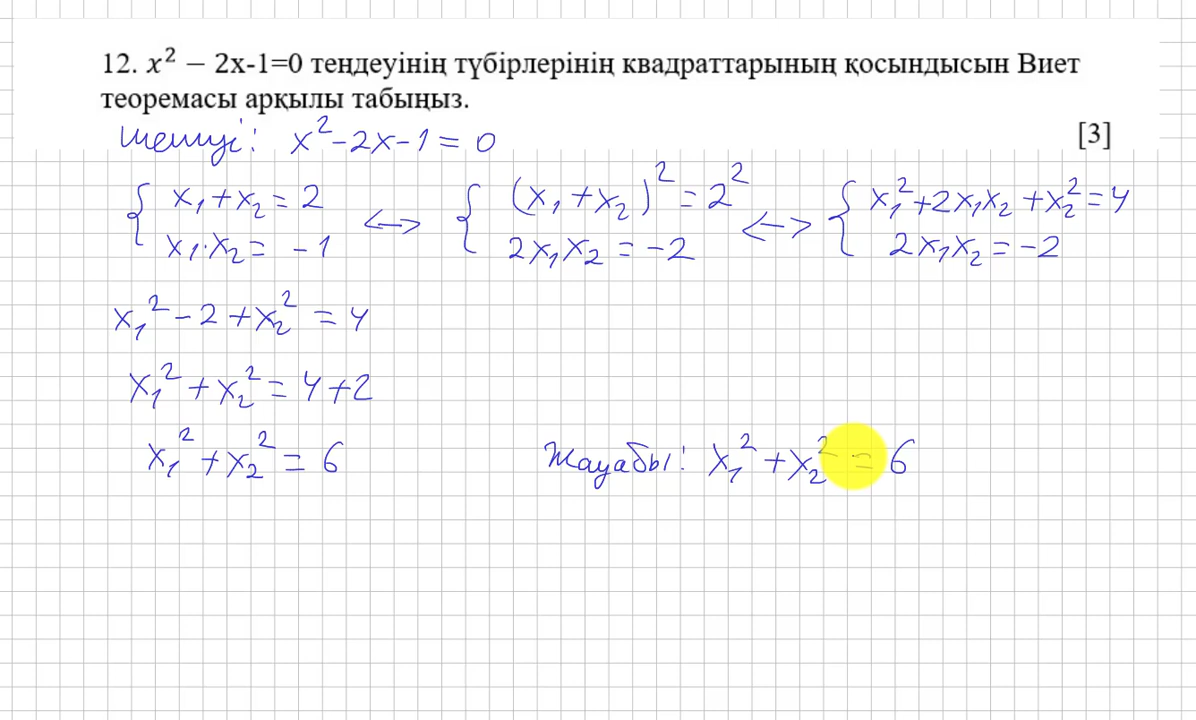 12. x² − 2x-1=0 теңдеуінің түбірлерінің квадраттарының қосындысын Виет
теоремасы арқылы табыңыз.
[3]
Шешуі: x²-2x-1=0
{ x₁+x₂=2 <-> { (x₁+x₂)²=2² <-> { x₁²+2x₁x₂+x₂²=4
x₁·x₂=-1 2x₁x₂=-2 2x₁x₂=-2
x₁²-2+x₂²=4
x₁²+x₂²=4+2
x₁²+x₂²=6 Жауабы: x₁²+x₂²=6